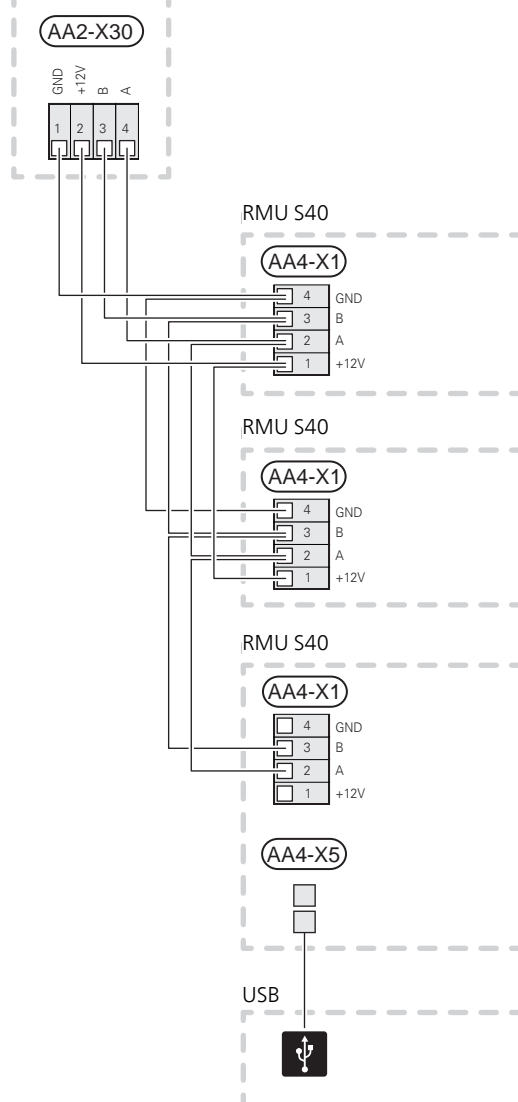 AA2-X30
GND +12V B A
1 2 3 4
RMU S40
AA4-X1
4 GND
3 B
2 A
1 +12V
RMU S40
AA4-X1
4 GND
3 B
2 A
1 +12V
RMU S40
AA4-X1
4 GND
3 B
2 A
1 +12V
AA4-X5
USB